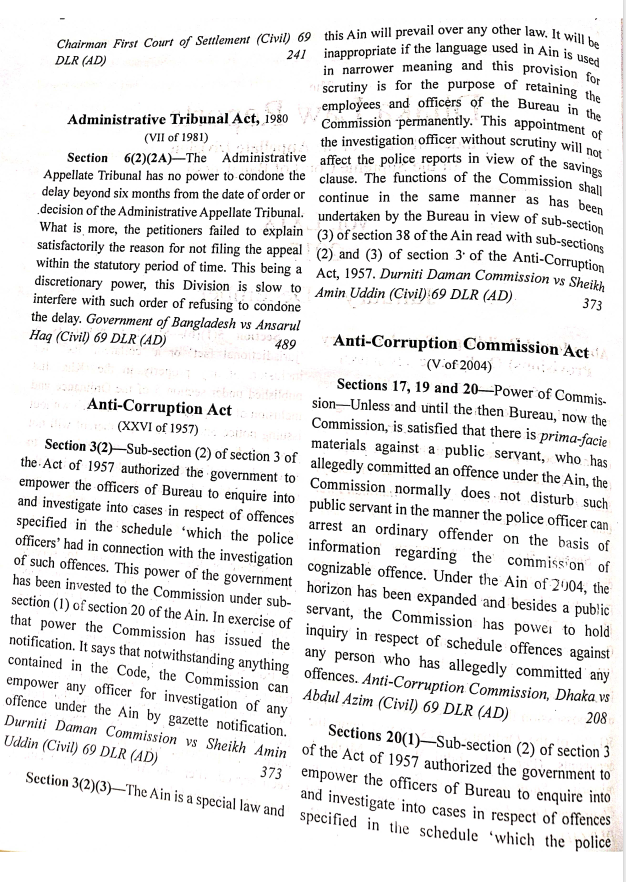 Chairman First Court of Settlement (Civil) 69
DLR (AD) 241
Administrative Tribunal Act, 1980
(VII of 1981)
Section 6(2)(2A)—The Administrative
Appellate Tribunal has no power to condone the
delay beyond six months from the date of order or
decision of the Administrative Appellate Tribunal.
What is more, the petitioners failed to explain
satisfactorily the reason for not filing the appeal
within the statutory period of time. This being a
discretionary power, this Division is slow to
interfere with such order of refusing to condone
the delay. Government of Bangladesh vs Ansarul
Haq (Civil) 69 DLR (AD) 489
Anti-Corruption Act
(XXVI of 1957)
Section 3(2)—Sub-section (2) of section 3 of
the Act of 1957 authorized the government to
empower the officers of Bureau to enquire into
and investigate into cases in respect of offences
specified in the schedule ‘which the police
officers’ had in connection with the investigation
of such offences. This power of the government
has been invested to the Commission under sub-
section (1) of section 20 of the Ain. In exercise of
that power the Commission has issued the
notification. It says that notwithstanding anything
contained in the Code, the Commission can
empower any officer for investigation of any
offence under the Ain by gazette notification.
Durniti Daman Commission vs Sheikh Amin
Uddin (Civil) 69 DLR (AD) 373
Section 3(2)(3)—The Ain is a special law and
this Ain will prevail over any other law. It will be
inappropriate if the language used in Ain is used
in narrower meaning and this provision for
scrutiny is for the purpose of retaining the
employees and officers of the Bureau in the
Commission permanently. This appointment of
the investigation officer without scrutiny will not
affect the police reports in view of the savings
clause. The functions of the Commission shall
continue in the same manner as has been
undertaken by the Bureau in view of sub-section
(3) of section 38 of the Ain read with sub-sections
(2) and (3) of section 3 of the Anti-Corruption
Act, 1957. Durniti Daman Commission vs Sheikh
Amin Uddin (Civil) 69 DLR (AD) 373
Anti-Corruption Commission Act
(V of 2004)
Sections 17, 19 and 20—Power of Commis-
sion—Unless and until the then Bureau, now the
Commission, is satisfied that there is prima-facie
materials against a public servant, who has
allegedly committed an offence under the Ain, the
Commission normally does not disturb such
public servant in the manner the police officer can
arrest an ordinary offender on the basis of
information regarding the commission of
cognizable offence. Under the Ain of 2004, the
horizon has been expanded and besides a public
servant, the Commission has power to hold
inquiry in respect of schedule offences against
any person who has allegedly committed any
offences. Anti-Corruption Commission, Dhaka vs
Abdul Azim (Civil) 69 DLR (AD) 208
Sections 20(1)—Sub-section (2) of section 3
of the Act of 1957 authorized the government to
empower the officers of Bureau to enquire into
and investigate into cases in respect of offences
specified in the schedule ‘which the police